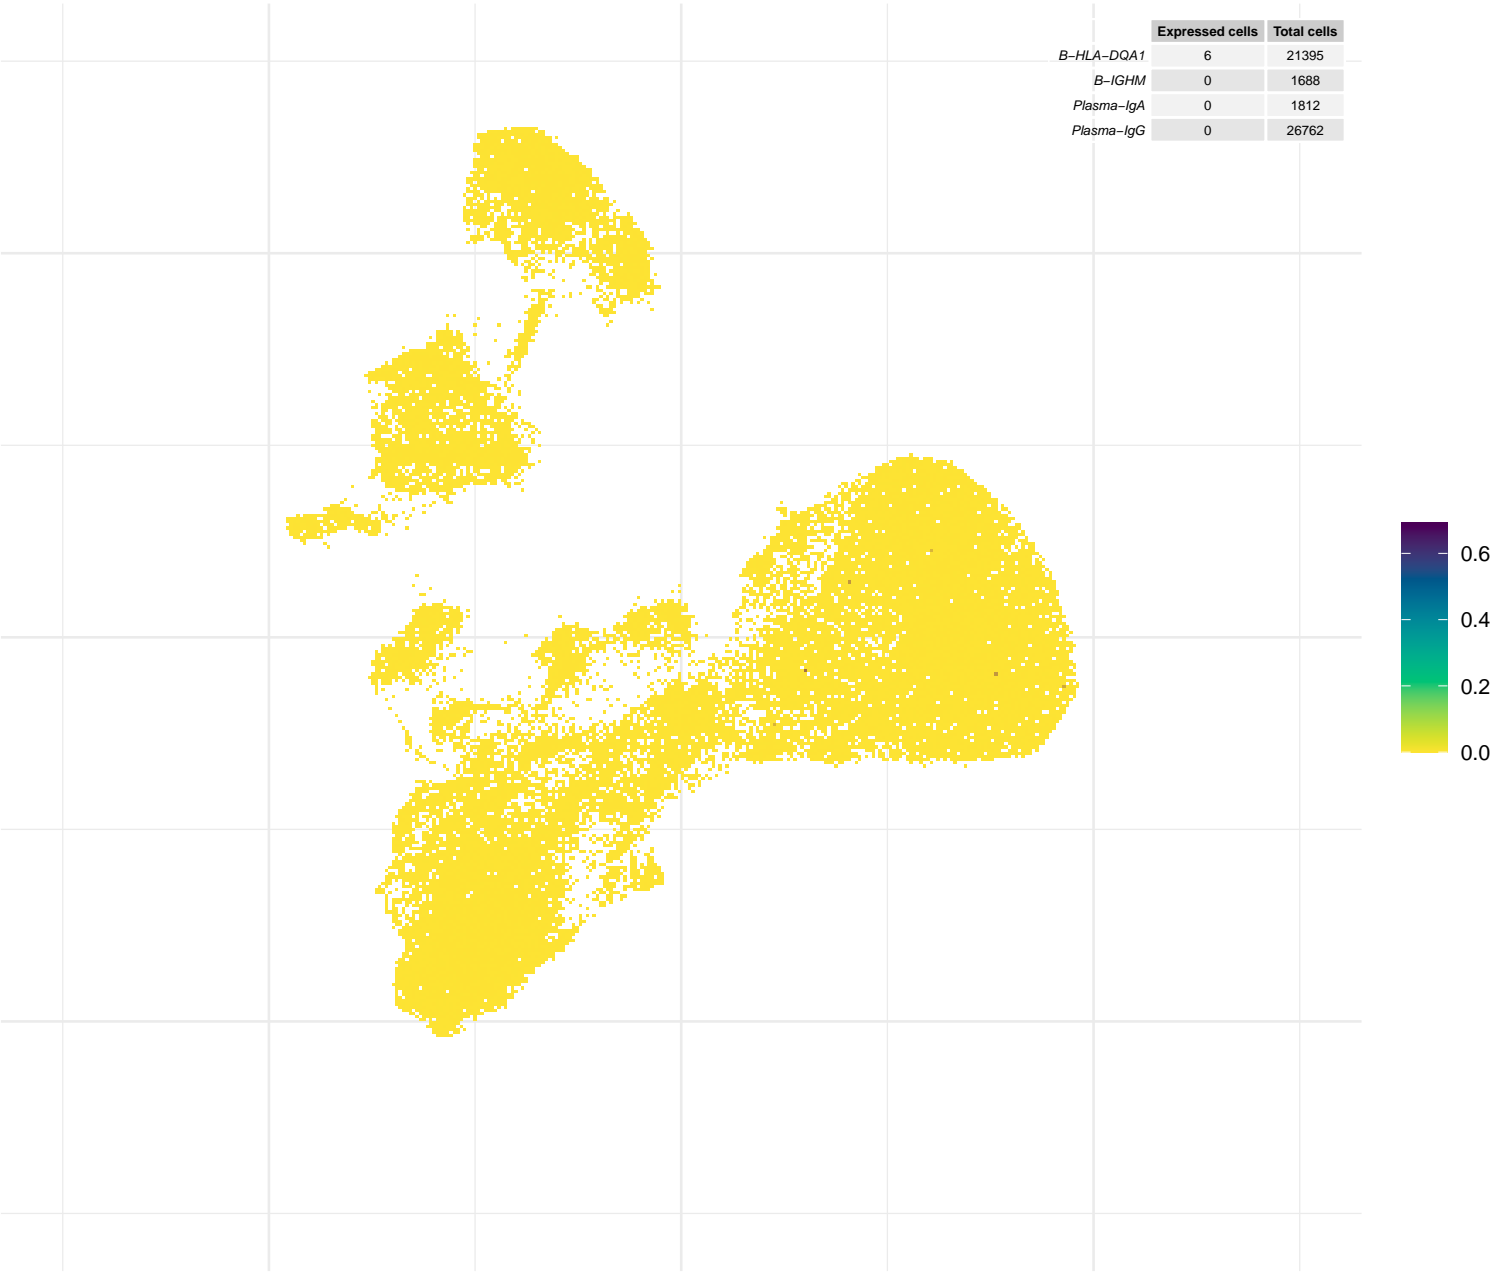 Expressed cells Total cells
B-HLA-DQA1 6 21395
B-IGHM 0 1688
Plasma-IgA 0 1812
Plasma-IgG 0 26762
0.6
0.4
0.2
0.0